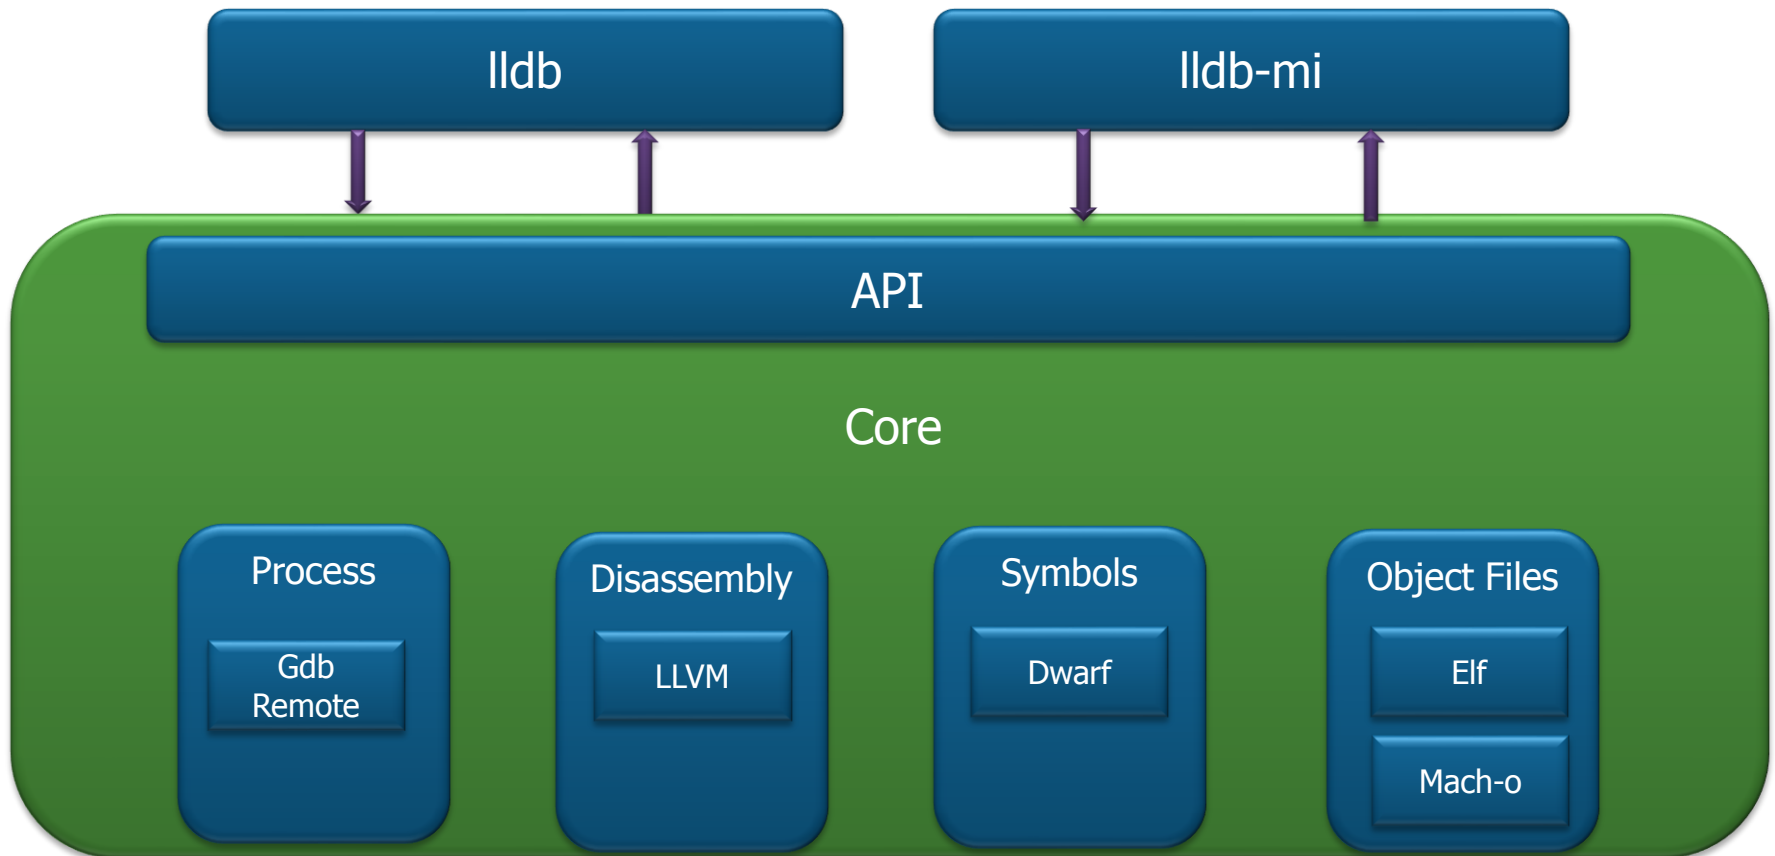 lldb
lldb-mi
API
Core
Process
Gdb
Remote
Disassembly
LLVM
Symbols
Dwarf
Object Files
Elf
Mach-o